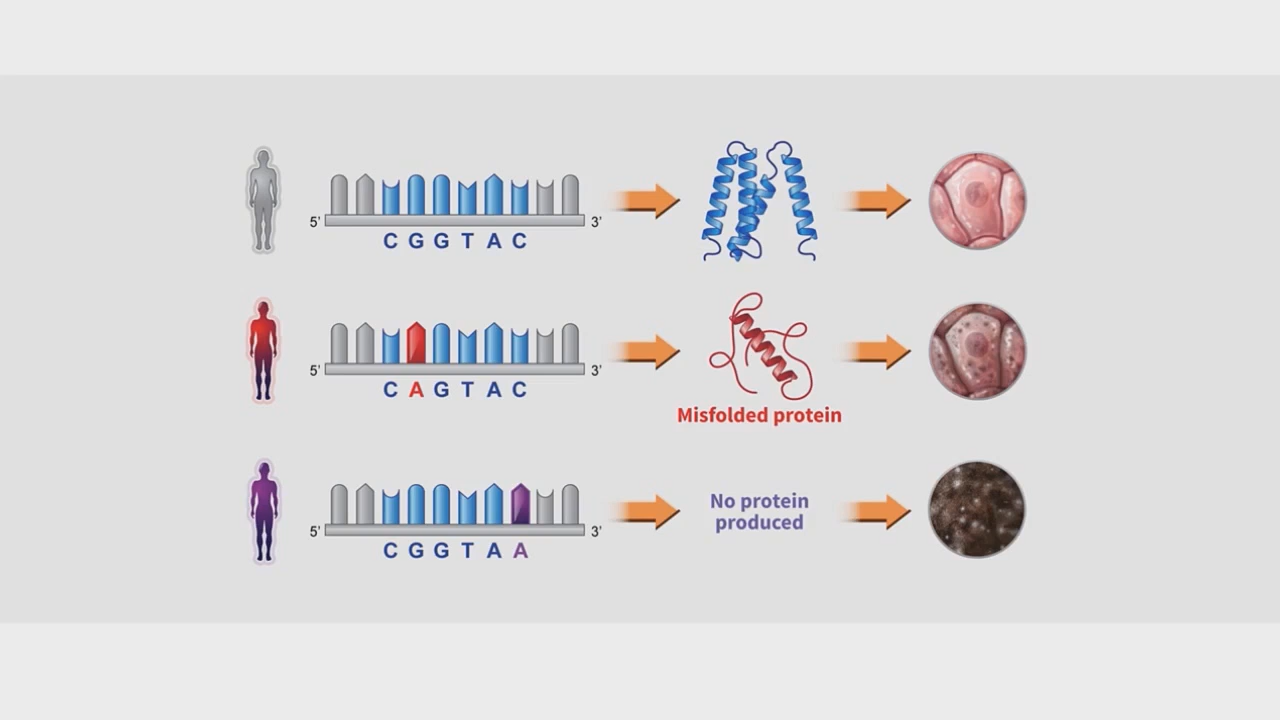 5' 3'
C G G T A C
5' 3'
C A G T A C
Misfolded protein
5' 3'
C G G T A A
No protein
produced